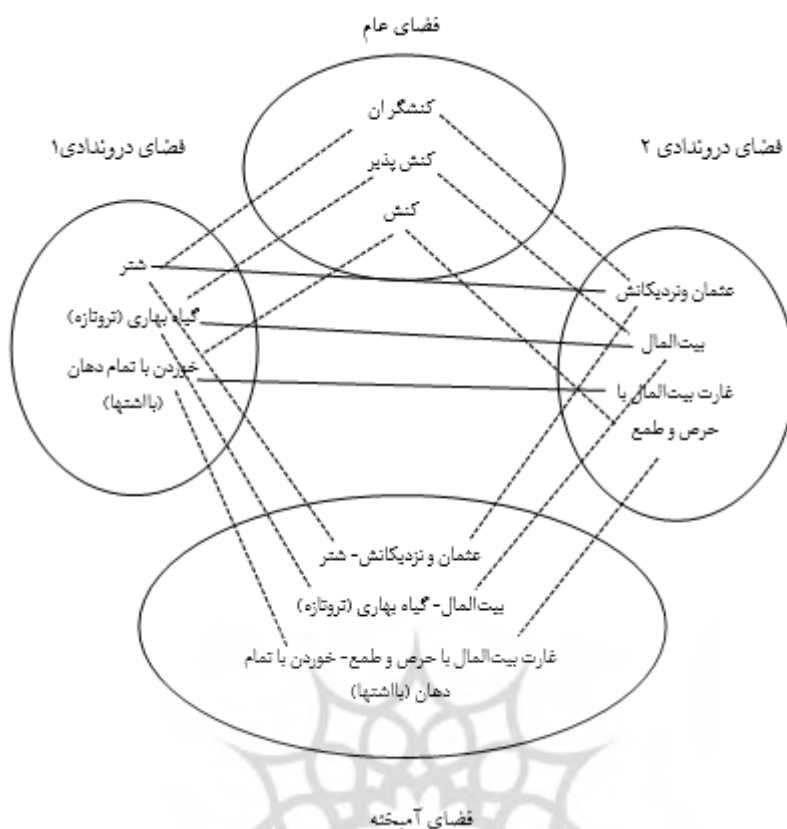 فضای عام
کنشگران
کنش پذیر
کنش
فضای دروندادی ۲
عثمان ونزدیکانش
بیت‌المال
غارت بیت‌المال با
حرص و طمع
فضای دروندادی۱
شتر
گیاه بهاری (تروتازه)
خوردن با تمام دهان
(بااشتها)
عثمان و نزدیکانش- شتر
بیت‌المال- گیاه بهاری (تروتازه)
غارت بیت‌المال با حرص و طمع- خوردن با تمام
دهان (بااشتها)
فضای آمیخته